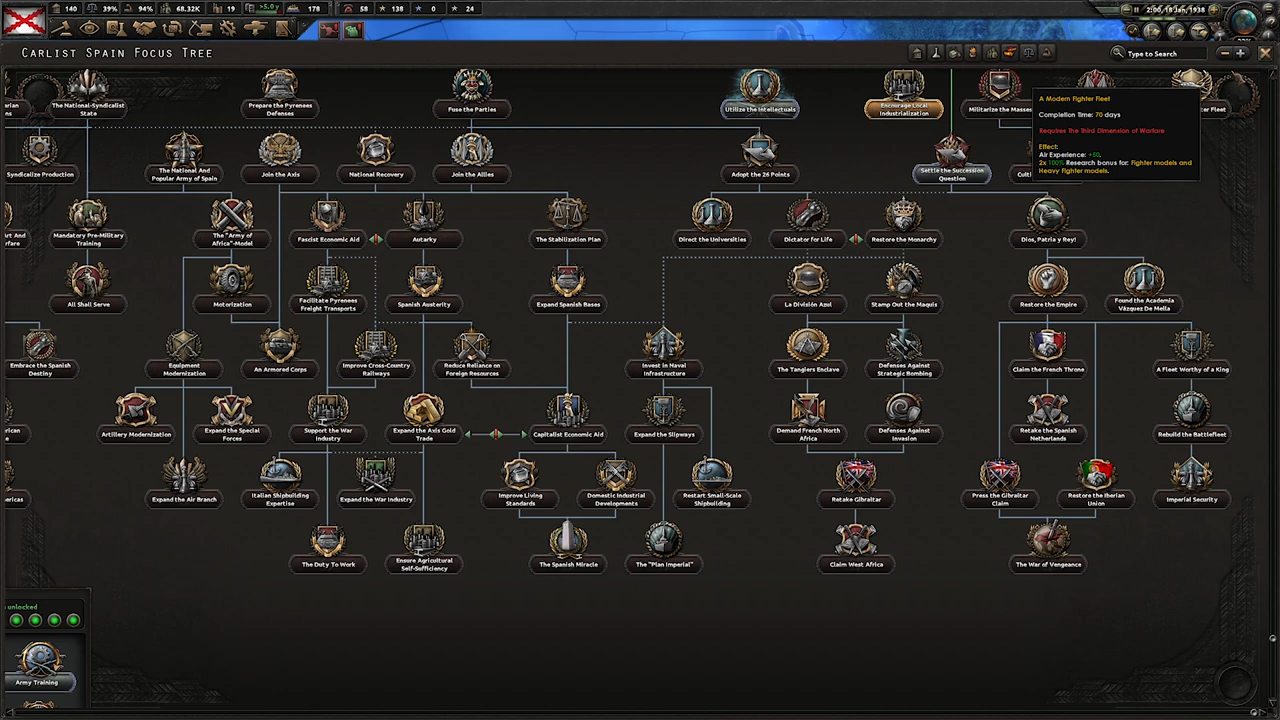 140 39% 94% 68.32K 19 >5.0y 178 58 138 0 24
2:00, 18 Jan, 1938
Carlist Spain Focus Tree
Type to Search
The National-Syndicalist State
Prepare the Pyrenees Defenses
Fuse the Parties
Utilize the Intellectuals
Encourage Local Industrialization
Militarize the Masses
A Modern Fighter Fleet
Completion Time: 70 days
Requires The Third Dimension of Warfare
Effect:
Air Experience: +50.
2x 100% Research bonus for: Fighter models and
Heavy Fighter models.
Syndicalize Production
The National And Popular Army of Spain
Join the Axis
National Recovery
Join the Allies
Adopt the 26 Points
Settle the Succession Question
Mandatory Pre-Military Training
The "Army of Africa"-Model
Fascist Economic Aid
Autarky
The Stabilization Plan
Direct the Universities
Dictator for Life
Restore the Monarchy
Dios, Patria y Rey!
All Shall Serve
Motorization
Facilitate Pyrenees Freight Transports
Spanish Austerity
Expand Spanish Bases
La División Azul
Stamp Out the Maquis
Restore the Empire
Found the Academia Vázquez De Mella
Embrace the Spanish Destiny
Equipment Modernization
An Armored Corps
Improve Cross-Country Railways
Reduce Reliance on Foreign Resources
Invest in Naval Infrastructure
The Tangiers Enclave
Defenses Against Strategic Bombing
Claim the French Throne
A Fleet Worthy of a King
Artillery Modernization
Expand the Special Forces
Support the War Industry
Expand the Axis Gold Trade
Capitalist Economic Aid
Expand the Slipways
Demand French North Africa
Defenses Against Invasion
Retake the Spanish Netherlands
Rebuild the Battlefleet
Expand the Air Branch
Italian Shipbuilding Expertise
Expand the War Industry
Improve Living Standards
Domestic Industrial Developments
Restart Small-Scale Shipbuilding
Retake Gibraltar
Press the Gibraltar Claim
Restore the Iberian Union
Imperial Security
The Duty To Work
Ensure Agricultural Self-Sufficiency
The Spanish Miracle
The "Plan Imperial"
Claim West Africa
The War of Vengeance
unlocked
Army Training